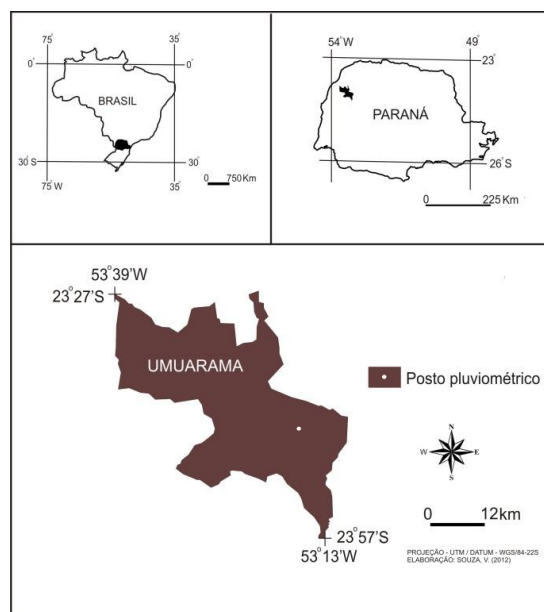 75°
35°
0°
0°
BRASIL
30°S
30°
75°
W
35°
0 750Km
54°W
49°
23°
PARANÁ
26°S
0 225Km
53°39'W
23°27'S
UMUARAMA
Posto pluviométrico
N
W E
S
0 12km
23°57'S
53°13'W
PROJEÇÃO - UTM / DATUM - WGS/84-22S
ELABORAÇÃO: SOUZA, V. (2012)